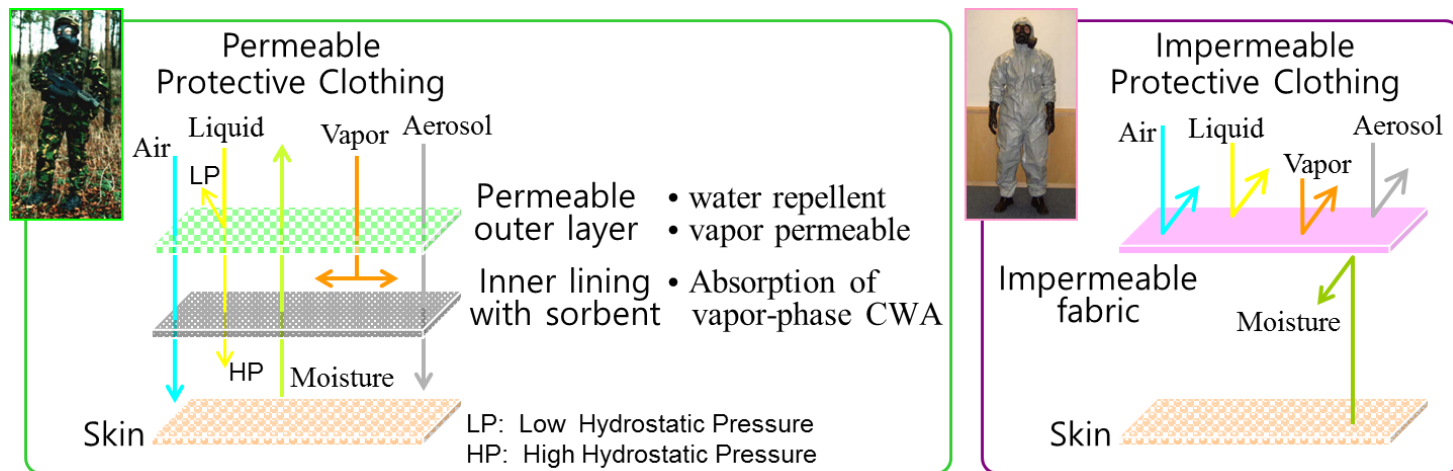 Permeable
Protective Clothing
Air
Liquid
Vapor
Aerosol
LP
Permeable
outer layer
• water repellent
• vapor permeable
Inner lining
with sorbent
• Absorption of
vapor-phase CWA
HP
Moisture
Skin
LP: Low Hydrostatic Pressure
HP: High Hydrostatic Pressure
Impermeable
Protective Clothing
Air
Liquid
Vapor
Aerosol
Impermeable
fabric
Moisture
Skin